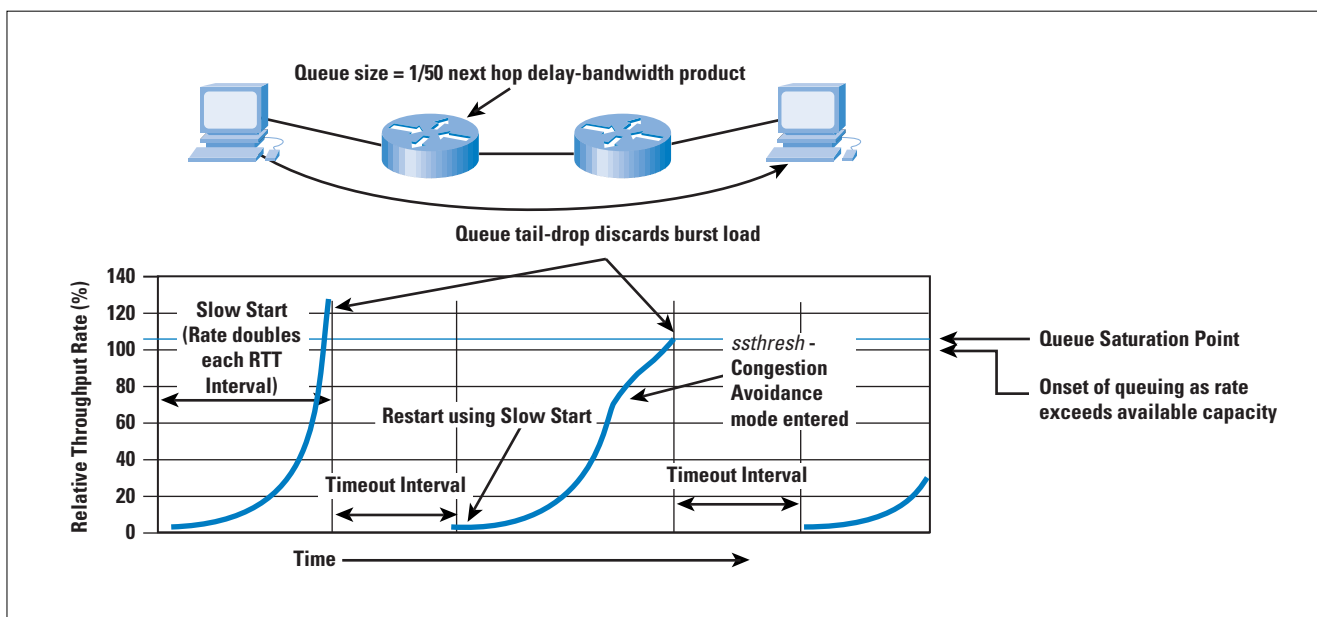 Queue size = 1/50 next hop delay-bandwidth product
Queue tail-drop discards burst load
Relative Throughput Rate (%)
140
120
100
80
60
40
20
0
Slow Start
(Rate doubles
each RTT
Interval)
Timeout Interval
Restart using Slow Start
ssthresh -
Congestion
Avoidance
mode entered
Timeout Interval
Queue Saturation Point
Onset of queuing as rate
exceeds available capacity
Time